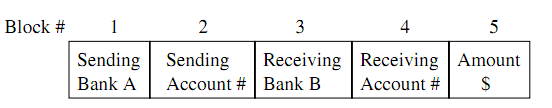 Block # 1 2 3 4 5
Sending Sending Receiving Receiving Amount
Bank A Account # Bank B Account # $